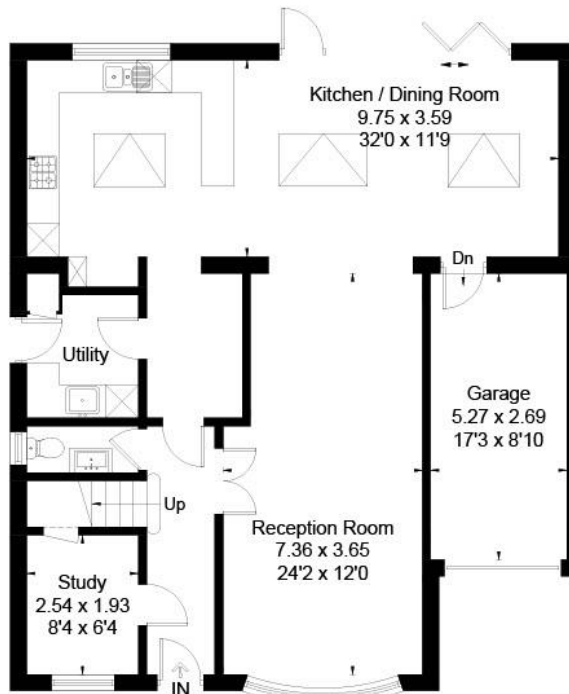 Kitchen / Dining Room
9.75 x 3.59
32'0 x 11'9
Dn
Utility
Garage
5.27 x 2.69
17'3 x 8'10
Up
Reception Room
7.36 x 3.65
24'2 x 12'0
Study
2.54 x 1.93
8'4 x 6'4
IN